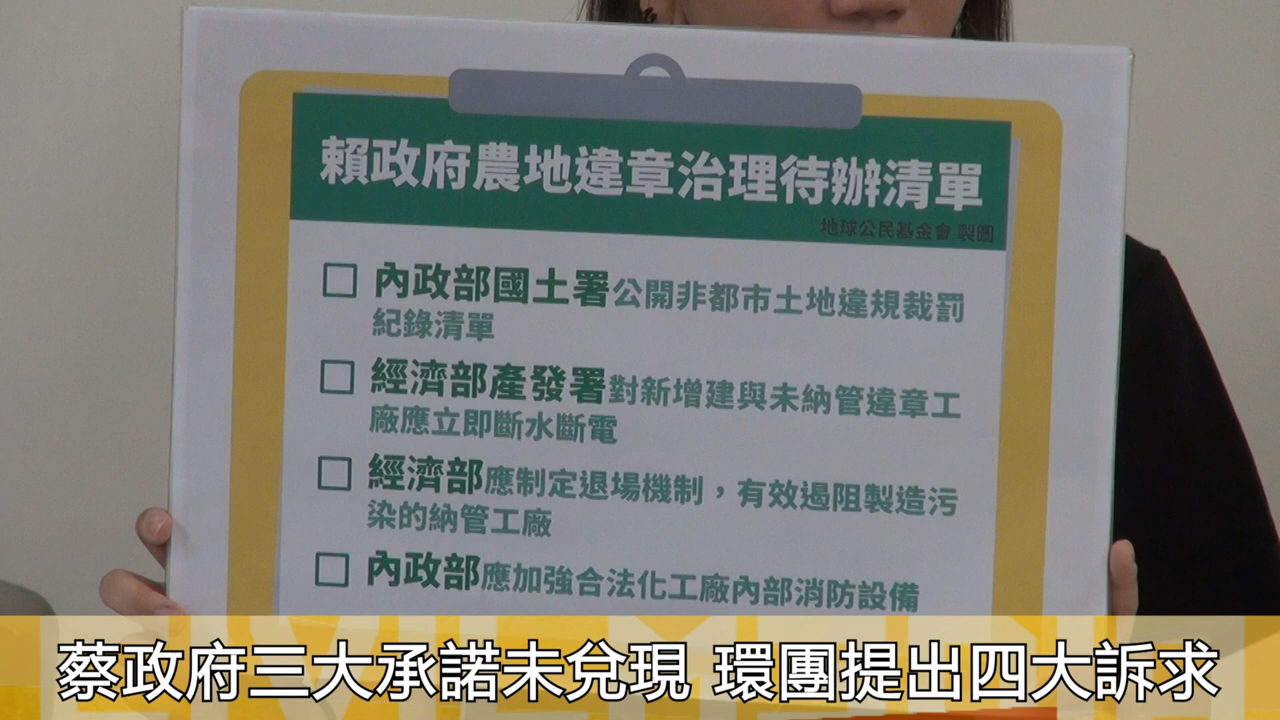 賴政府農地違章治理待辦清單
地球公民基金會 製圖
內政部國土署公開非都市土地違規裁罰
紀錄清單
經濟部產發署對新增建與未納管違章工
廠應立即斷水斷電
經濟部應制定退場機制，有效遏阻製造污
染的納管工廠
內政部應加強合法化工廠內部消防設備
蔡政府三大承諾未兌現 環團提出四大訴求